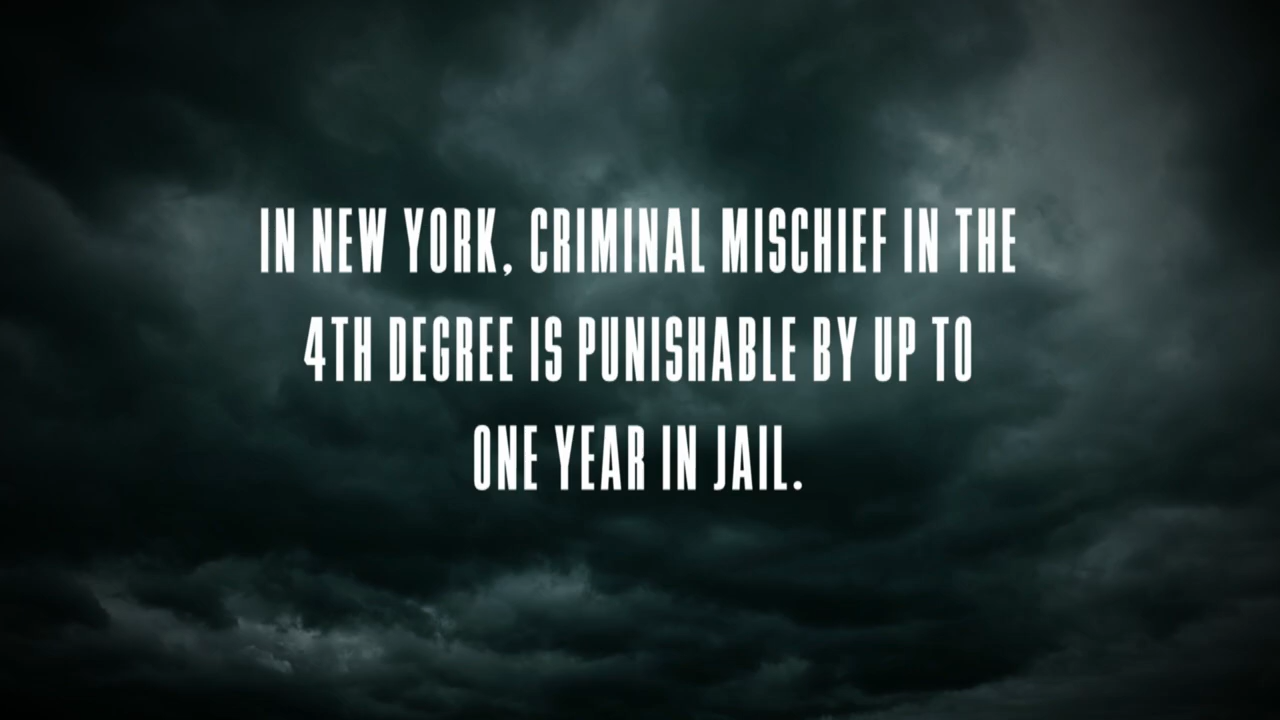 IN NEW YORK, CRIMINAL MISCHIEF IN THE
4TH DEGREE IS PUNISHABLE BY UP TO
ONE YEAR IN JAIL.